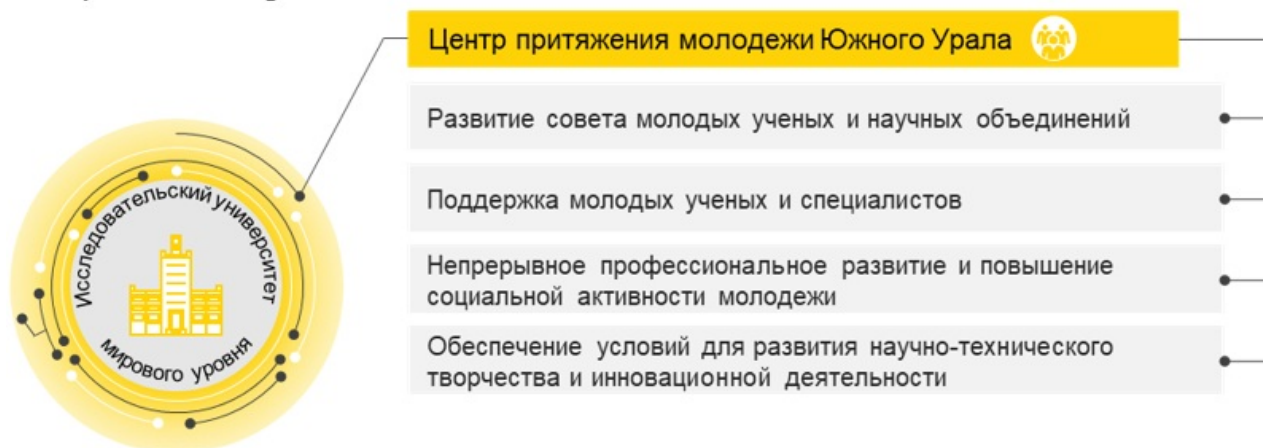 Центр притяжения молодежи Южного Урала
Развитие совета молодых ученых и научных объединений
Поддержка молодых ученых и специалистов
Непрерывное профессиональное развитие и повышение
социальной активности молодежи
Обеспечение условий для развития научно-технического
творчества и инновационной деятельности
Исследовательский университет
мирового уровня